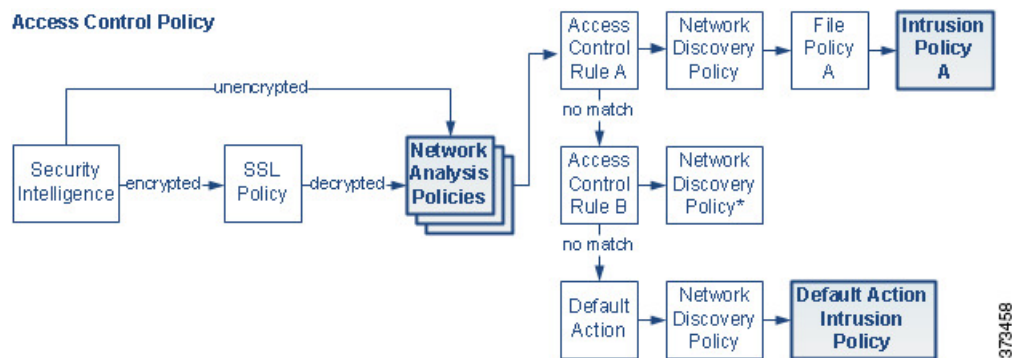 Access Control Policy
Access
Control
Rule A
Network
Discovery
Policy
File
Policy
A
Intrusion
Policy
A
unencrypted
no match
Security
Intelligence
encrypted
SSL
Policy
decrypted
Network
Analysis
Policies
Access
Control
Rule B
Network
Discovery
Policy*
no match
Default
Action
Network
Discovery
Policy
Default Action
Intrusion
Policy
373458